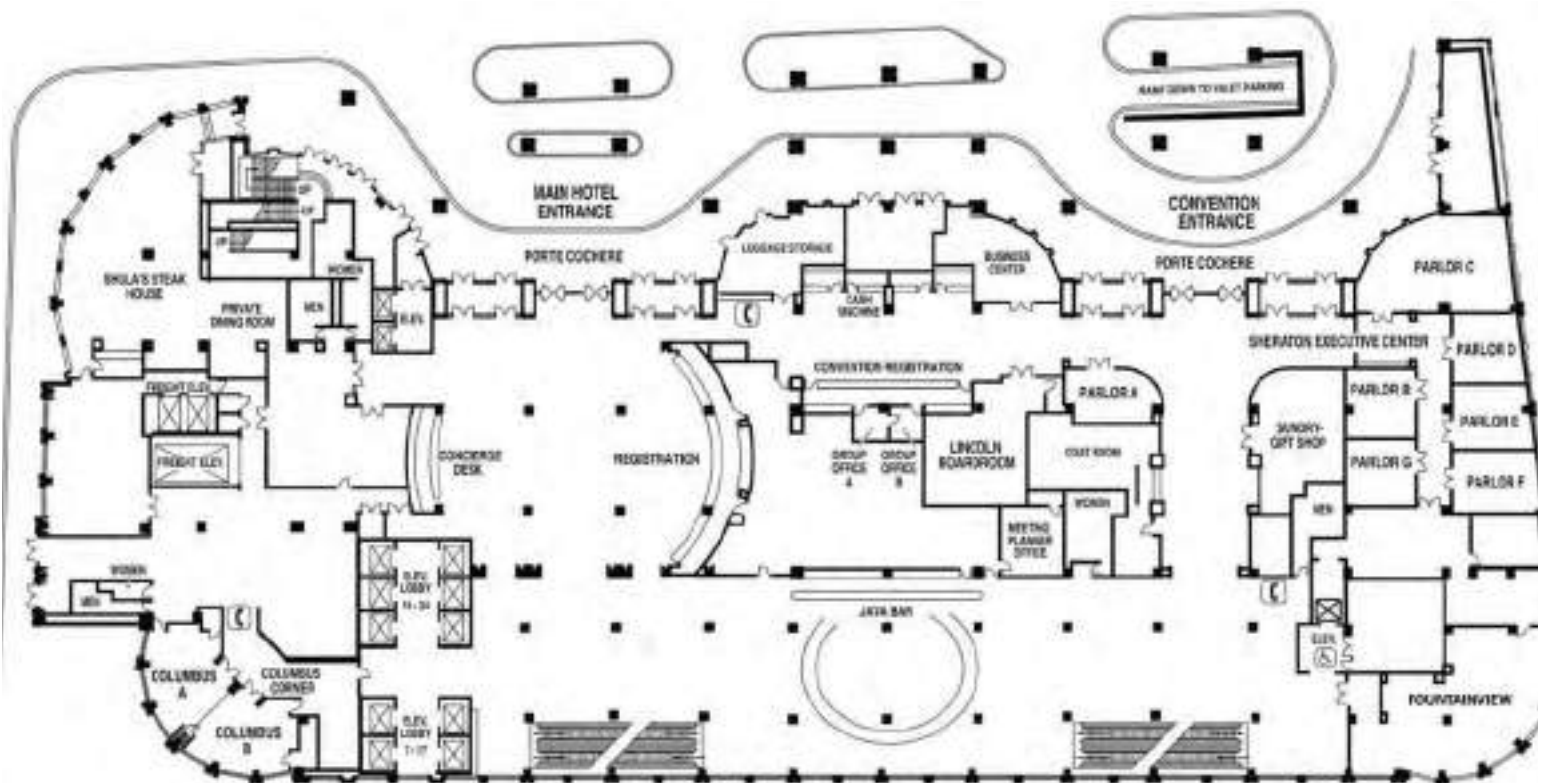 RAMP DOWN TO VALET PARKING
MAIN HOTEL
ENTRANCE
CONVENTION
ENTRANCE
UP
UP
UP
LUGGAGE STORAGE
BUSINESS
CENTER
PORTE COCHERE
PORTE COCHERE
PARLOR C
SHULA'S STEAK
HOUSE
WOMEN
PRIVATE
DINING ROOM
MEN
ELEV.
CASH
MACHINE
SHERATON EXECUTIVE CENTER
PARLOR D
CONVENTION REGISTRATION
FREIGHT ELEV.
PARLOR A
PARLOR B
PARLOR E
SUNDRY-
GIFT SHOP
CONCIERGE
DESK
REGISTRATION
GROUP
OFFICE
A
GROUP
OFFICE
B
LINCOLN
BOARDROOM
COAT ROOM
FREIGHT ELEV.
PARLOR G
PARLOR F
WOMEN
MEN
MEETING
PLANNER
OFFICE
WOMEN
MEN
ELEV.
LOBBY
JAVA BAR
ELEV.
COLUMBUS
A
COLUMBUS
CORNER
FOUNTAINVIEW
COLUMBUS
B
ELEV.
LOBBY